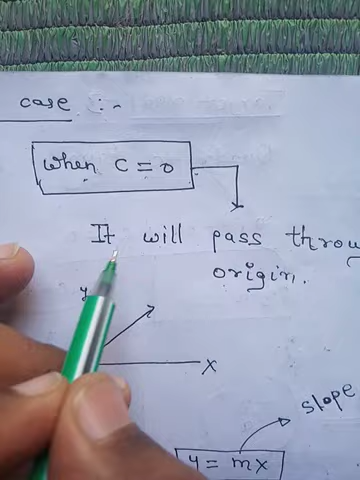 case :-
when C = 0
It will pass throu
origin.
y
x
slope
y = mx